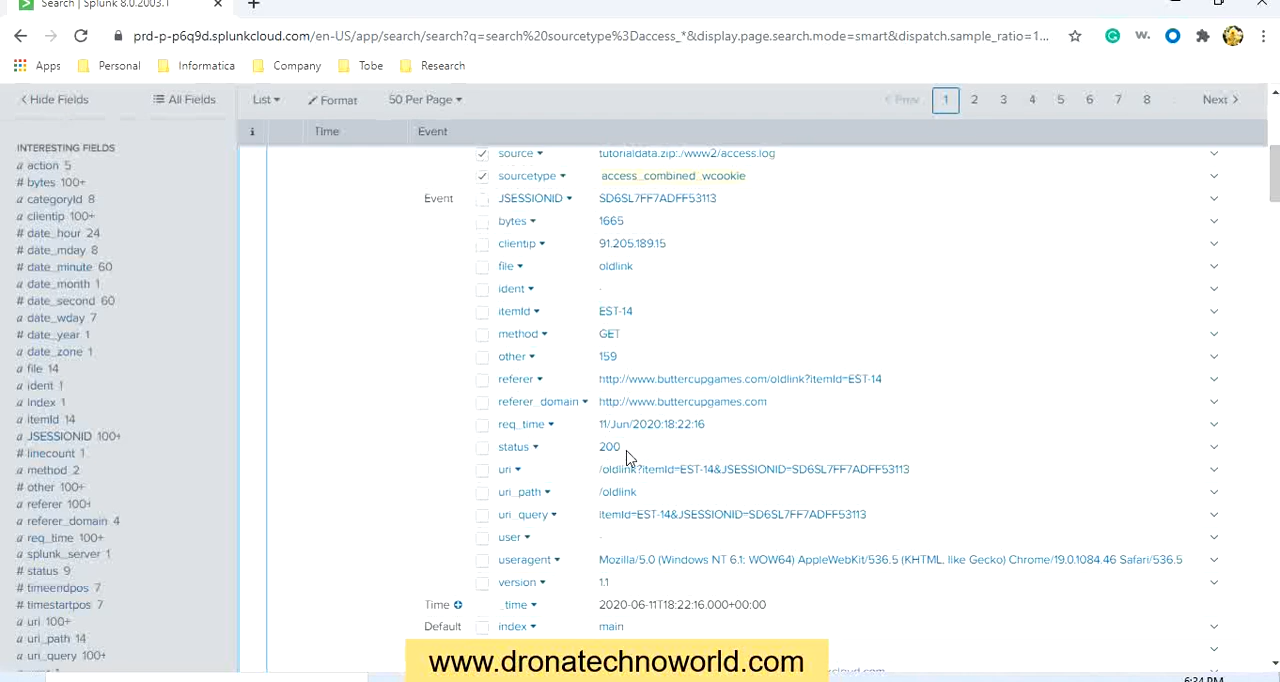 Search | Splunk 8.0.2003.1
prd-p-p6q9d.splunkcloud.com/en-US/app/search/search?q=search%20sourcetype%3Daccess_*&display.page.search.mode=smart&dispatch.sample_ratio=1...
Apps Personal Informatica Company Tobe Research
Hide Fields All Fields List Format 50 Per Page Prev 1 2 3 4 5 6 7 8 Next
i Time Event
INTERESTING FIELDS
a action 5
# bytes 100+
a categoryId 8
a clientip 100+
# date_hour 24
# date_mday 8
# date_minute 60
a date_month 1
# date_second 60
a date_wday 7
# date_year 1
a date_zone 1
a file 14
a ident 1
a index 1
a itemId 14
a JSESSIONID 100+
# linecount 1
a method 2
# other 100+
a referer 100+
a referer_domain 4
a req_time 100+
a splunk_server 1
# status 9
# timeendpos 7
# timestartpos 7
a uri 100+
a uri_path 14
a uri_query 100+
source tutorialdata.zip:./www2/access.log
sourcetype access_combined_wcookie
Event JSESSIONID SD6SL7FF7ADFF53113
bytes 1665
clientip 91.205.189.15
file oldlink
ident -
itemId EST-14
method GET
other 159
referer http://www.buttercupgames.com/oldlink?itemId=EST-14
referer_domain http://www.buttercupgames.com
req_time 11/Jun/2020:18:22:16
status 200
uri /oldlink?itemId=EST-14&JSESSIONID=SD6SL7FF7ADFF53113
uri_path /oldlink
uri_query itemId=EST-14&JSESSIONID=SD6SL7FF7ADFF53113
user -
useragent Mozilla/5.0 (Windows NT 6.1; WOW64) AppleWebKit/536.5 (KHTML, like Gecko) Chrome/19.0.1084.46 Safari/536.5
version 1.1
Time _time 2020-06-11T18:22:16.000+00:00
Default index main
www.dronatechnoworld.com
6:34 PM